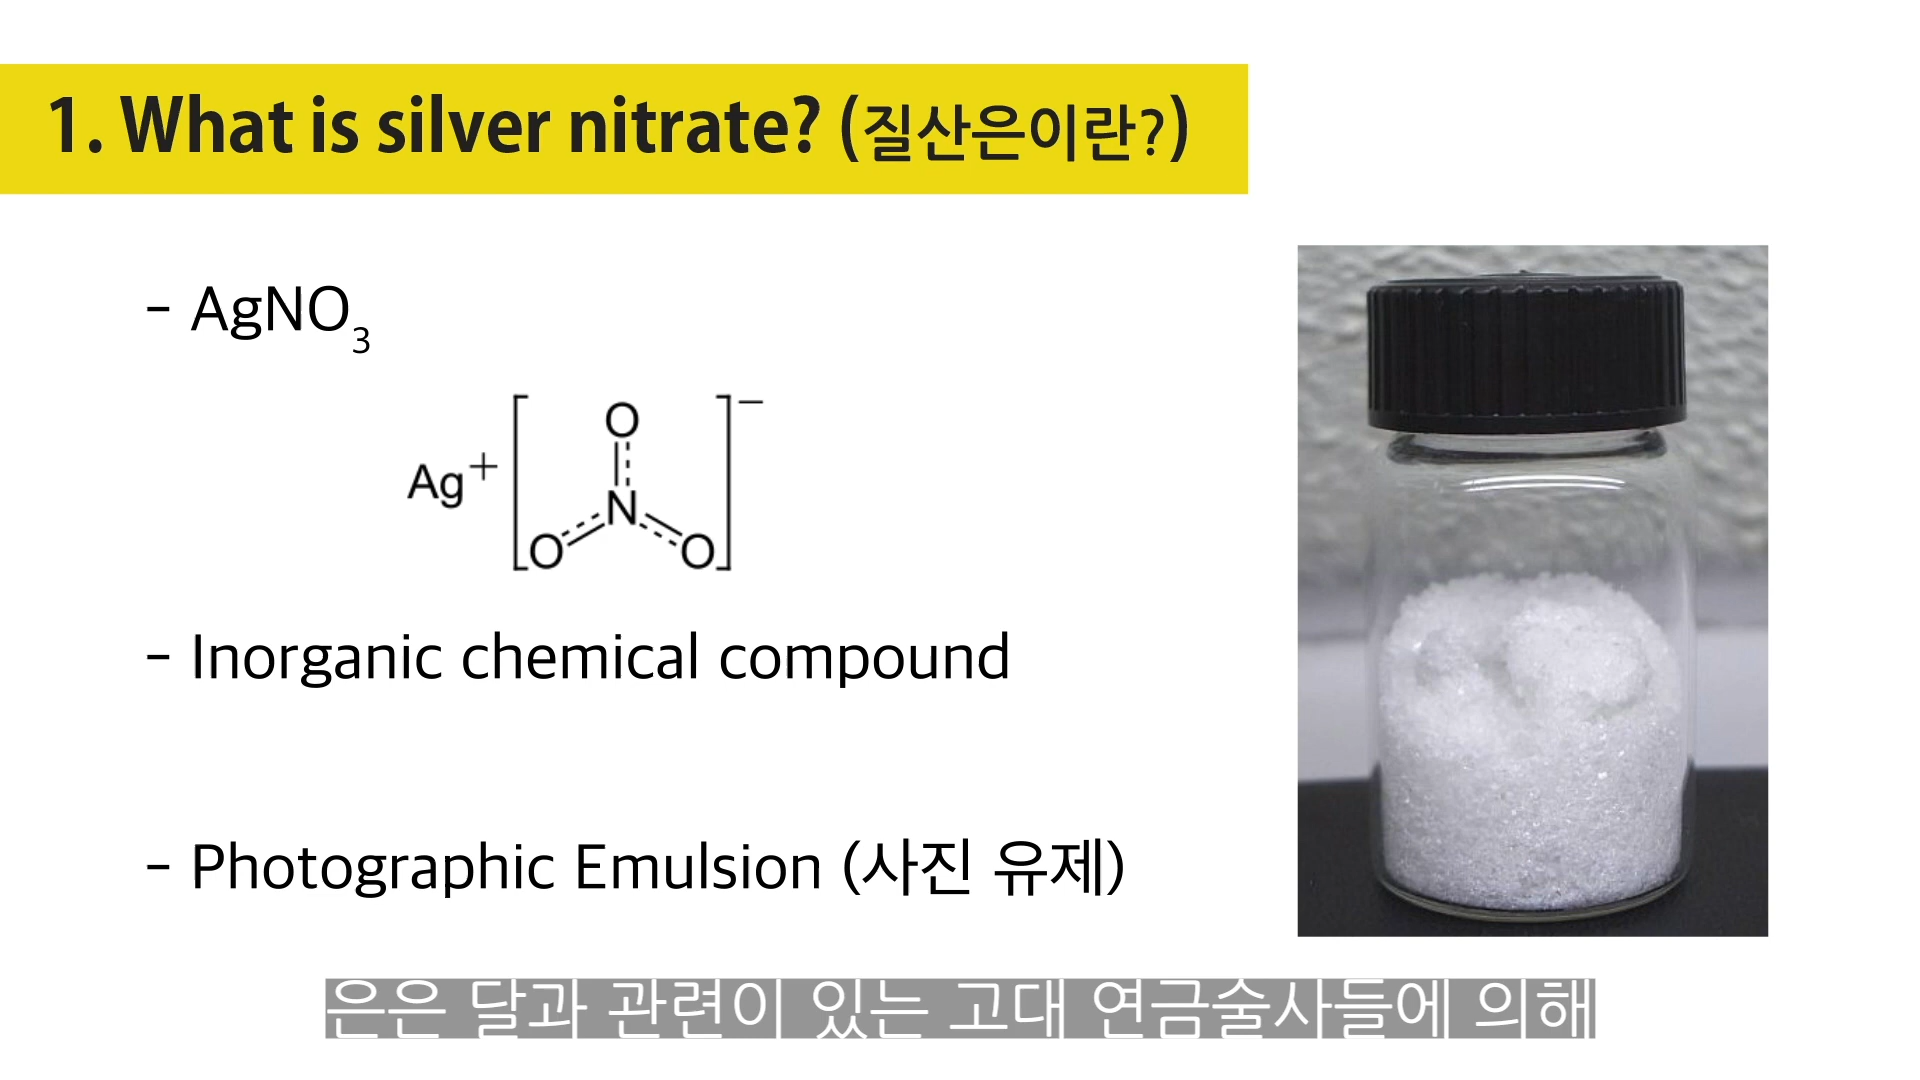 1. What is silver nitrate? (질산은이란?)
- AgNO₃
Ag⁺ [O N O O]⁻
- Inorganic chemical compound
- Photographic Emulsion (사진 유제)
은은 달과 관련이 있는 고대 연금술사들에 의해